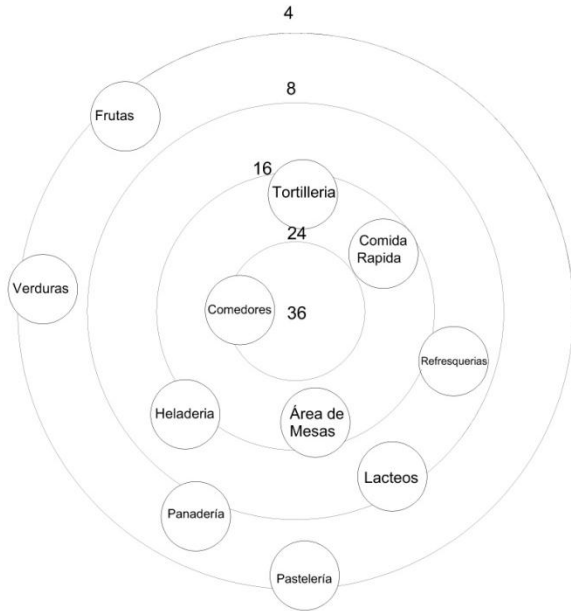 4
8
Frutas
16
Tortilleria
24
Comida
Rapida
Verduras
Comedores
36
Refresquerias
Heladeria
Área de
Mesas
Lacteos
Panadería
Pastelería